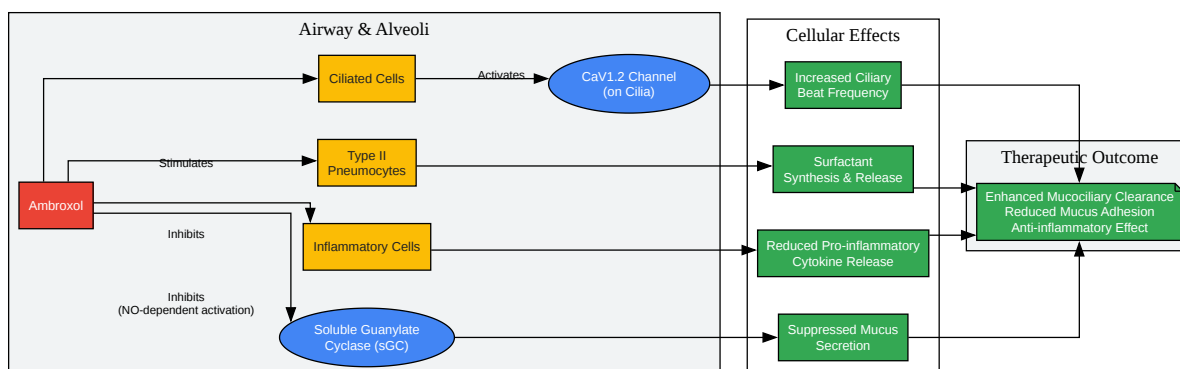 Airway & Alveoli
Cellular Effects
Ciliated Cells
Activates
CaV1.2 Channel
(on Cilia)
Increased Ciliary
Beat Frequency
Stimulates
Type II
Pneumocytes
Surfactant
Synthesis & Release
Therapeutic Outcome
Ambroxol
Enhanced Mucociliary Clearance
Reduced Mucus Adhesion
Anti-inflammatory Effect
Inhibits
Inflammatory Cells
Reduced Pro-inflammatory
Cytokine Release
Inhibits
(NO-dependent activation)
Soluble Guanylate
Cyclase (sGC)
Suppressed Mucus
Secretion